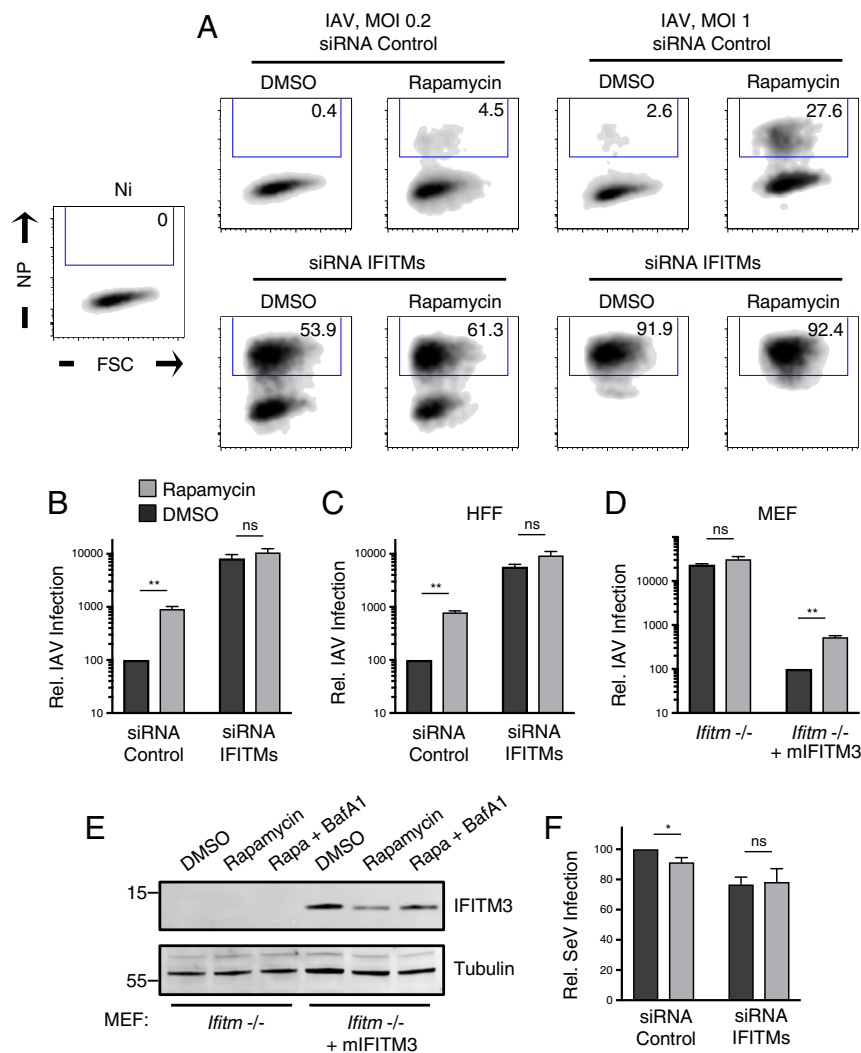 A
IAV, MOI 0.2
siRNA Control
IAV, MOI 1
siRNA Control
DMSO
Rapamycin
DMSO
Rapamycin
0.4
4.5
2.6
27.6
Ni
0
NP
FSC
siRNA IFITMs
siRNA IFITMs
DMSO
Rapamycin
DMSO
Rapamycin
53.9
61.3
91.9
92.4
B
Rapamycin
DMSO
Rel. IAV Infection
10000
1000
100
10
**
ns
siRNA
Control
siRNA
IFITMs
C
HFF
Rel. IAV Infection
10000
1000
100
10
**
ns
siRNA
Control
siRNA
IFITMs
D
MEF
Rel. IAV Infection
10000
1000
100
10
ns
**
Ifitm -/-
Ifitm -/-
+ mIFITM3
E
DMSO
Rapamycin
Rapa + BafA1
DMSO
Rapamycin
Rapa + BafA1
15
IFITM3
55
Tubulin
MEF:
Ifitm -/-
Ifitm -/-
+ mIFITM3
F
Rel. SeV Infection
100
80
60
40
20
0
*
ns
siRNA
Control
siRNA
IFITMs